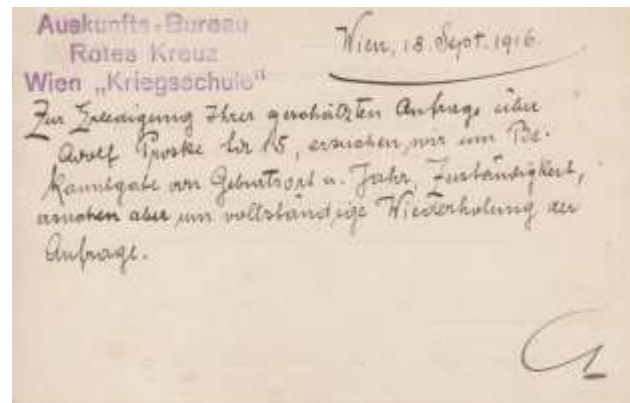 Auskunfts-Bureau
Rotes Kreuz
Wien „Kriegsschule"
Wien, 18. Sept. 1916.
Zur Erledigung Ihrer geschätzten Anfrage über
Adolf Proske 15, ersuchen wir um Be-
kanntgabe von Geburtsort u. Jahr, Zuständigkeit,
ersuchen aber um vollständige Wiederholung der
Anfrage.